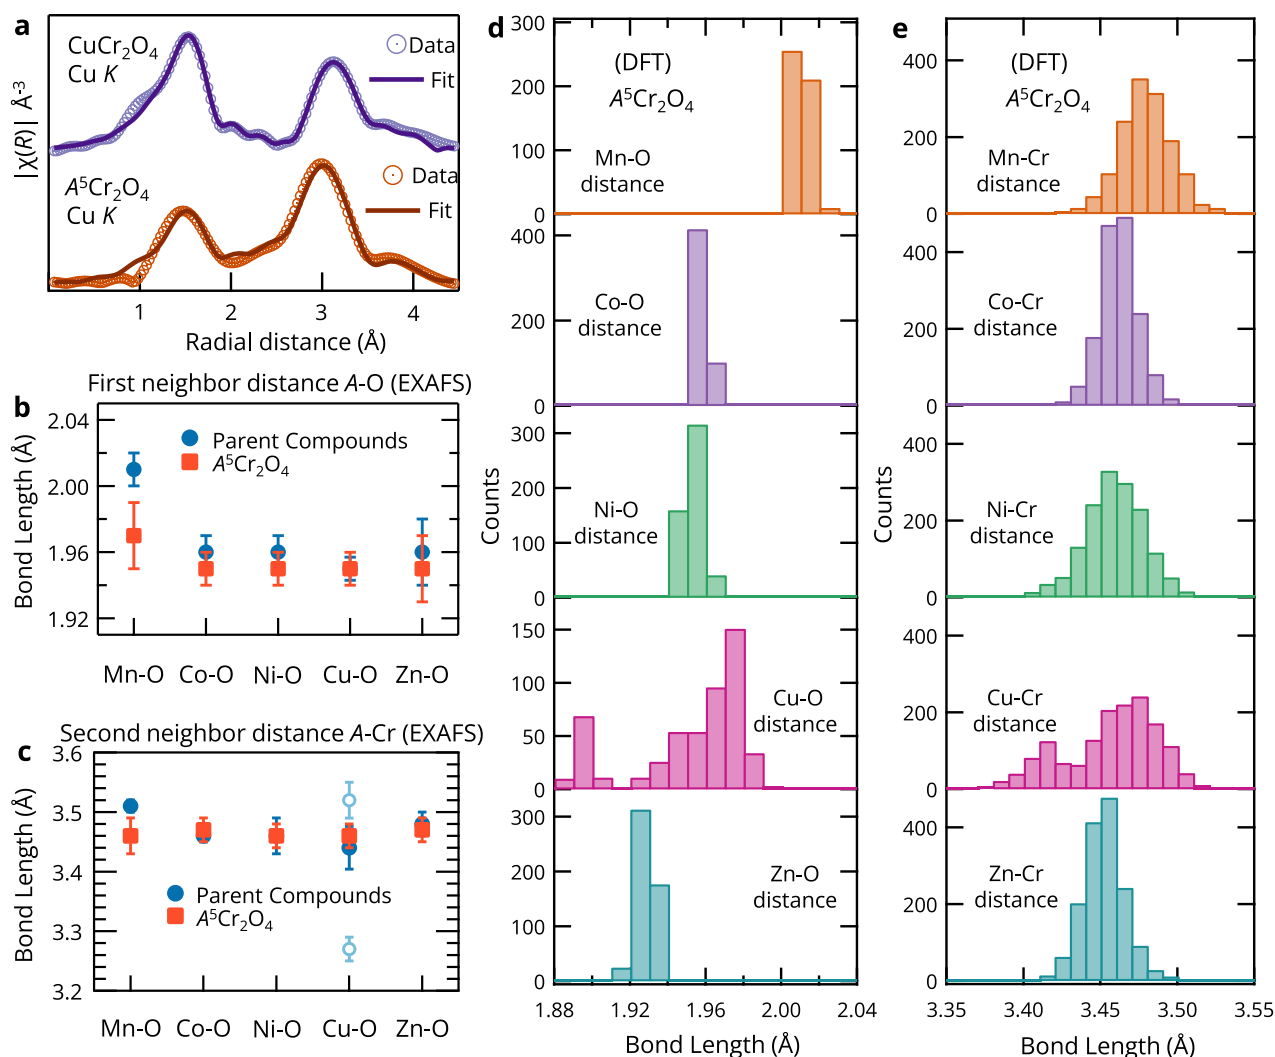 a
CuCr2O4
Cu K
Data
Fit
A5Cr2O4
Cu K
Data
Fit
|χ(R)| Å-3
1
2
3
4
Radial distance (Å)
b
First neighbor distance A-O (EXAFS)
Bond Length (Å)
2.04
2.00
1.96
1.92
Parent Compounds
A5Cr2O4
Mn-O
Co-O
Ni-O
Cu-O
Zn-O
c
Second neighbor distance A-Cr (EXAFS)
Bond Length (Å)
3.6
3.5
3.4
3.3
3.2
Parent Compounds
A5Cr2O4
Mn-O
Co-O
Ni-O
Cu-O
Zn-O
d
(DFT)
A5Cr2O4
Counts
300
200
100
0
Mn-O
distance
400
200
0
Co-O
distance
300
200
100
0
Ni-O
distance
150
100
50
0
Cu-O
distance
300
200
100
0
Zn-O
distance
1.88
1.92
1.96
2.00
2.04
Bond Length (Å)
e
(DFT)
A5Cr2O4
Counts
400
200
0
Mn-Cr
distance
400
200
0
Co-Cr
distance
400
200
0
Ni-Cr
distance
400
200
0
Cu-Cr
distance
400
200
0
Zn-Cr
distance
3.35
3.40
3.45
3.50
3.55
Bond Length (Å)